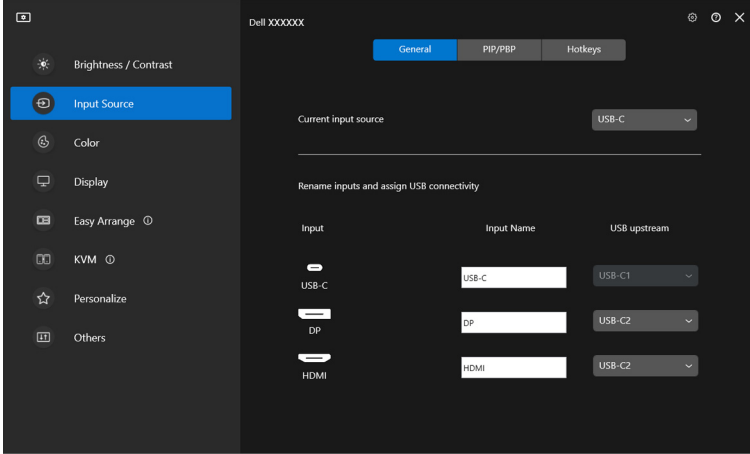 Dell XXXXXX
General PIP/PBP Hotkeys
Brightness / Contrast
Input Source
Color
Display
Easy Arrange
KVM
Personalize
Others
Current input source USB-C
Rename inputs and assign USB connectivity
Input Input Name USB upstream
USB-C USB-C USB-C1
DP DP USB-C2
HDMI HDMI USB-C2